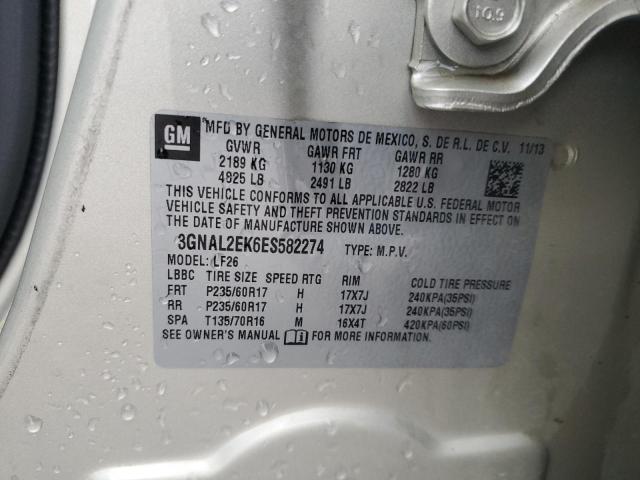 10.9
GM MFD BY GENERAL MOTORS DE MEXICO, S. DE R.L. DE C.V. 11/13
GVWR GAWR FRT GAWR RR
2189 KG 1130 KG 1280 KG
4825 LB 2491 LB 2822 LB
THIS VEHICLE CONFORMS TO ALL APPLICABLE U.S. FEDERAL MOTOR
VEHICLE SAFETY AND THEFT PREVENTION STANDARDS IN EFFECT ON
THE DATE OF MANUFACTURE SHOWN ABOVE.
3GNAL2EK6ES582274 TYPE: M.P.V.
MODEL: LF26
LBBC TIRE SIZE SPEED RTG RIM COLD TIRE PRESSURE
FRT P235/60R17 H 17X7J 240KPA(35PSI)
RR P235/60R17 H 17X7J 240KPA(35PSI)
SPA T135/70R16 M 16X4T 420KPA(60PSI)
SEE OWNER'S MANUAL FOR MORE INFORMATION.